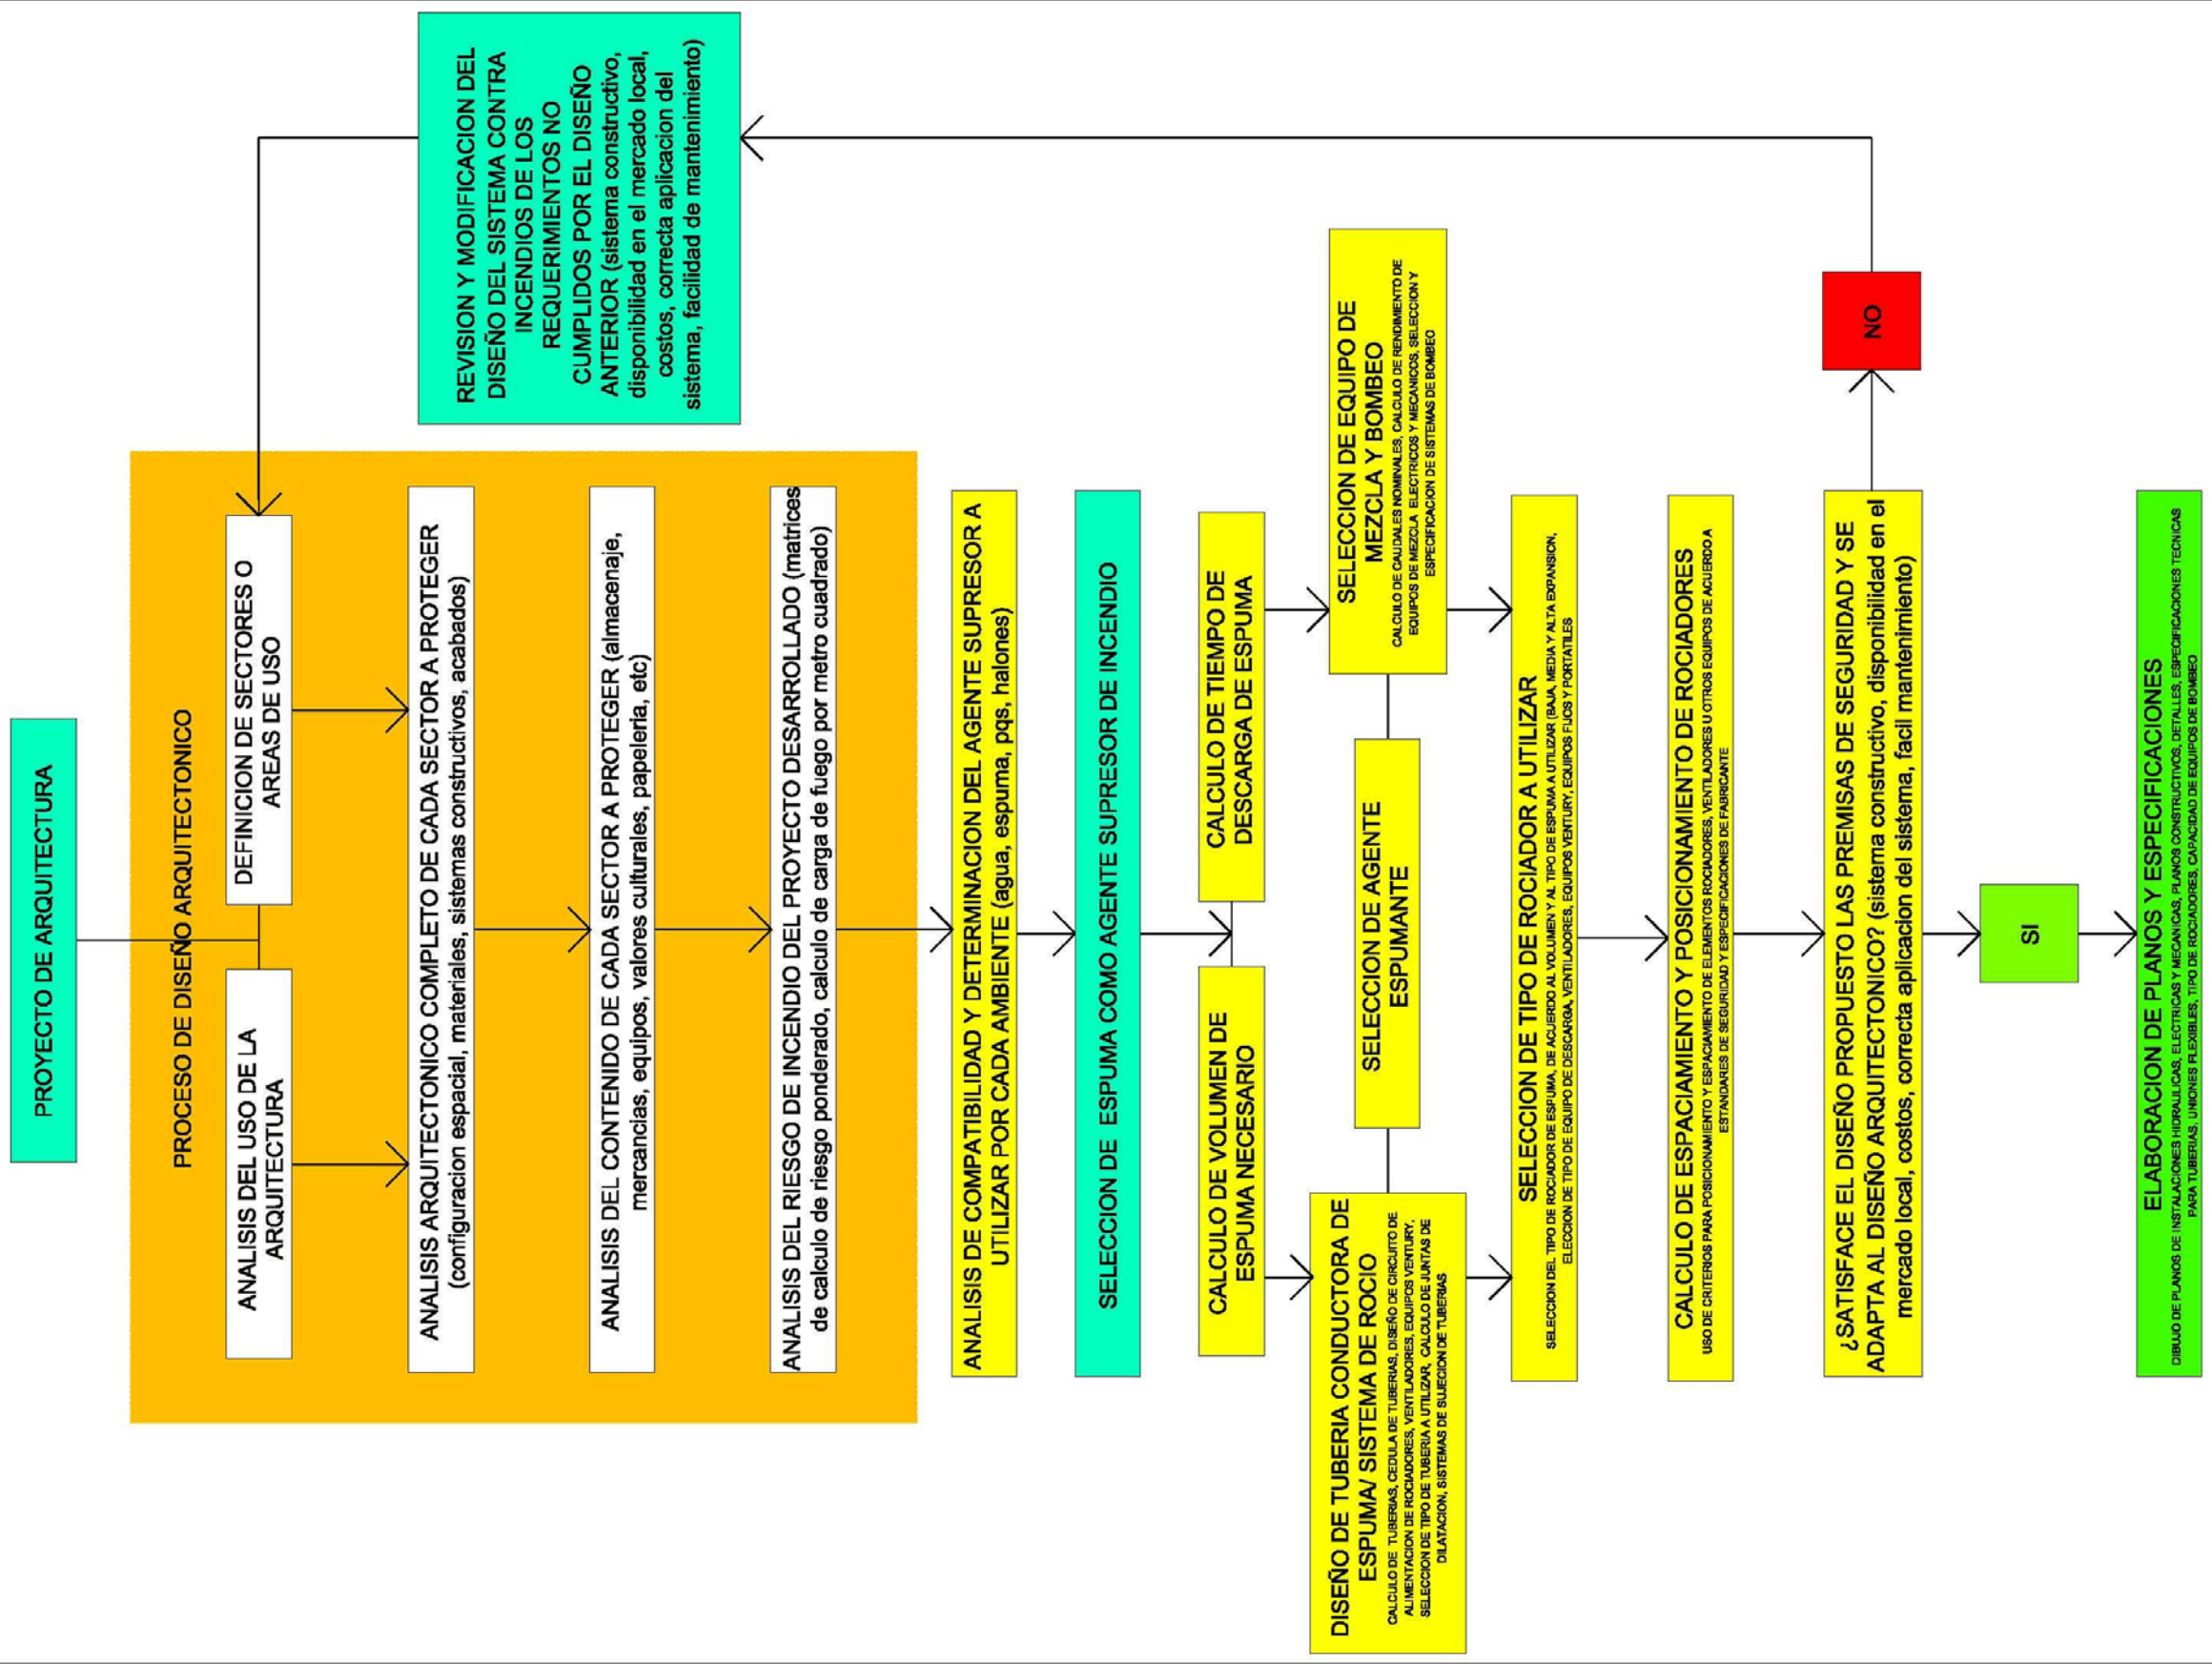 PROYECTO DE ARQUITECTURA
PROCESO DE DISEÑO ARQUITECTONICO
ANALISIS DEL USO DE LA
ARQUITECTURA
DEFINICION DE SECTORES O
AREAS DE USO
ANALISIS ARQUITECTONICO COMPLETO DE CADA SECTOR A PROTEGER
(configuracion espacial, materiales, sistemas constructivos, acabados)
ANALISIS DEL CONTENIDO DE CADA SECTOR A PROTEGER (almacenaje,
mercancias, equipos, valores culturales, papeleria, etc)
ANALISIS DEL RIESGO DE INCENDIO DEL PROYECTO DESARROLLADO (matrices
de calculo de riesgo ponderado, calculo de carga de fuego por metro cuadrado)
REVISION Y MODIFICACION DEL
DISEÑO DEL SISTEMA CONTRA
INCENDIOS DE LOS
REQUERIMIENTOS NO
CUMPLIDOS POR EL DISEÑO
ANTERIOR (sistema constructivo,
disponibilidad en el mercado local,
costos, correcta aplicacion del
sistema, facilidad de mantenimiento)
ANALISIS DE COMPATIBILIDAD Y DETERMINACION DEL AGENTE SUPRESOR A
UTILIZAR POR CADA AMBIENTE (agua, espuma, pqs, halones)
SELECCION DE ESPUMA COMO AGENTE SUPRESOR DE INCENDIO
CALCULO DE VOLUMEN DE
ESPUMA NECESARIO
CALCULO DE TIEMPO DE
DESCARGA DE ESPUMA
DISEÑO DE TUBERIA CONDUCTORA DE
ESPUMA/ SISTEMA DE ROCIO
CALCULO DE TUBERIAS, CEDULA DE TUBERIAS, DISEÑO DE CIRCUITO DE
ALIMENTACION DE ROCIADORES, VENTILADORES, EQUIPOS VENTURY,
SELECCION DE TIPO DE TUBERIA A UTILIZAR, CALCULO DE JUNTAS DE
DILATACION, SISTEMAS DE SUJECION DE TUBERIAS
SELECCION DE AGENTE
ESPUMANTE
SELECCION DE EQUIPO DE
MEZCLA Y BOMBEO
CALCULO DE CAUDALES NOMINALES, CALCULO DE RENDIMIENTO DE
EQUIPOS DE MEZCLA ELECTRICOS Y MECANICOS, SELECCION Y
ESPECIFICACION DE SISTEMAS DE BOMBEO
SELECCION DE TIPO DE ROCIADOR A UTILIZAR
SELECCION DEL TIPO DE ROCIADOR DE ESPUMA, DE ACUERDO AL VOLUMEN Y AL TIPO DE ESPUMA A UTILIZAR (BAJA, MEDIA Y ALTA EXPANSION,
ELECCION DE TIPO DE EQUIPO DE DESCARGA, VENTILADORES, EQUIPOS VENTURY, EQUIPOS FIJOS Y PORTATILES
CALCULO DE ESPACIAMIENTO Y POSICIONAMIENTO DE ROCIADORES
USO DE CRITERIOS PARA POSICIONAMIENTO Y ESPACIAMIENTO DE ELEMENTOS ROCIADORES, VENTILADORES U OTROS EQUIPOS DE ACUERDO A
ESTANDARES DE SEGURIDAD Y ESPECIFICACIONES DE FABRICANTE
¿SATISFACE EL DISEÑO PROPUESTO LAS PREMISAS DE SEGURIDAD Y SE
ADAPTA AL DISEÑO ARQUITECTONICO? (sistema constructivo, disponibilidad en el
mercado local, costos, correcta aplicacion del sistema, facil mantenimiento)
NO
SI
ELABORACION DE PLANOS Y ESPECIFICACIONES
DIBUJO DE PLANOS DE INSTALACIONES HIDRAULICAS, ELECTRICAS Y MECANICAS, PLANOS CONSTRUCTIVOS, DETALLES, ESPECIFICACIONES TECNICAS
PARA TUBERIAS, UNIONES FLEXIBLES, TIPO DE ROCIADORES, CAPACIDAD DE EQUIPOS DE BOMBEO